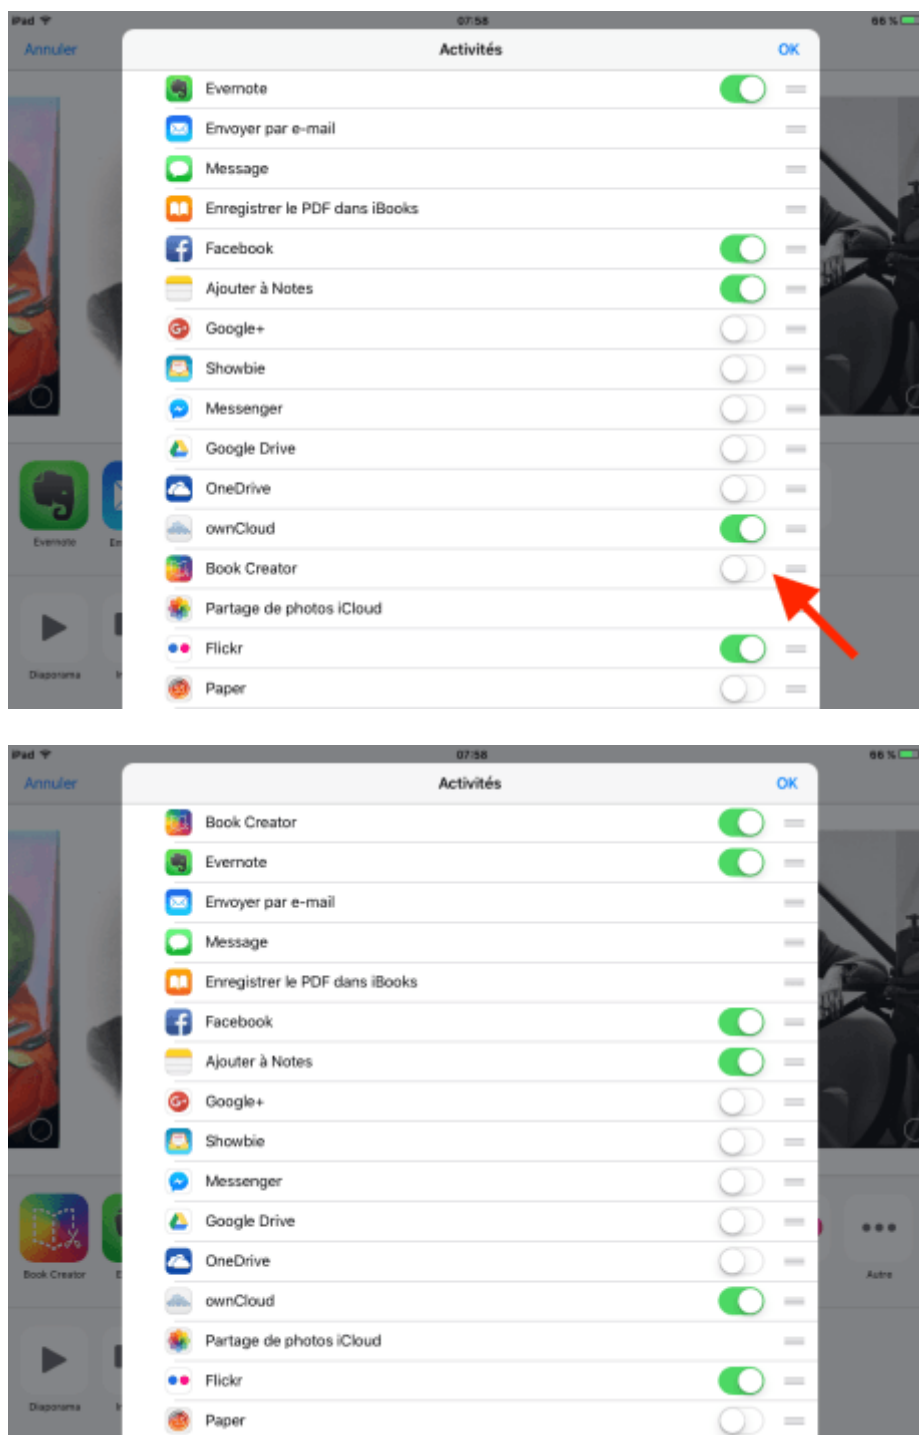 iPad 07:58 66 %
Annuler Activités OK
Evernote
Envoyer par e-mail
Message
Enregistrer le PDF dans iBooks
Facebook
Ajouter à Notes
Google+
Showbie
Messenger
Google Drive
OneDrive
ownCloud
Book Creator
Partage de photos iCloud
Flickr
Paper
Evernote
Diaporama
iPad 07:58 66 %
Annuler Activités OK
Book Creator
Evernote
Envoyer par e-mail
Message
Enregistrer le PDF dans iBooks
Facebook
Ajouter à Notes
Google+
Showbie
Messenger
Google Drive
OneDrive
ownCloud
Partage de photos iCloud
Flickr
Paper
Book Creator
Autre
Diaporama